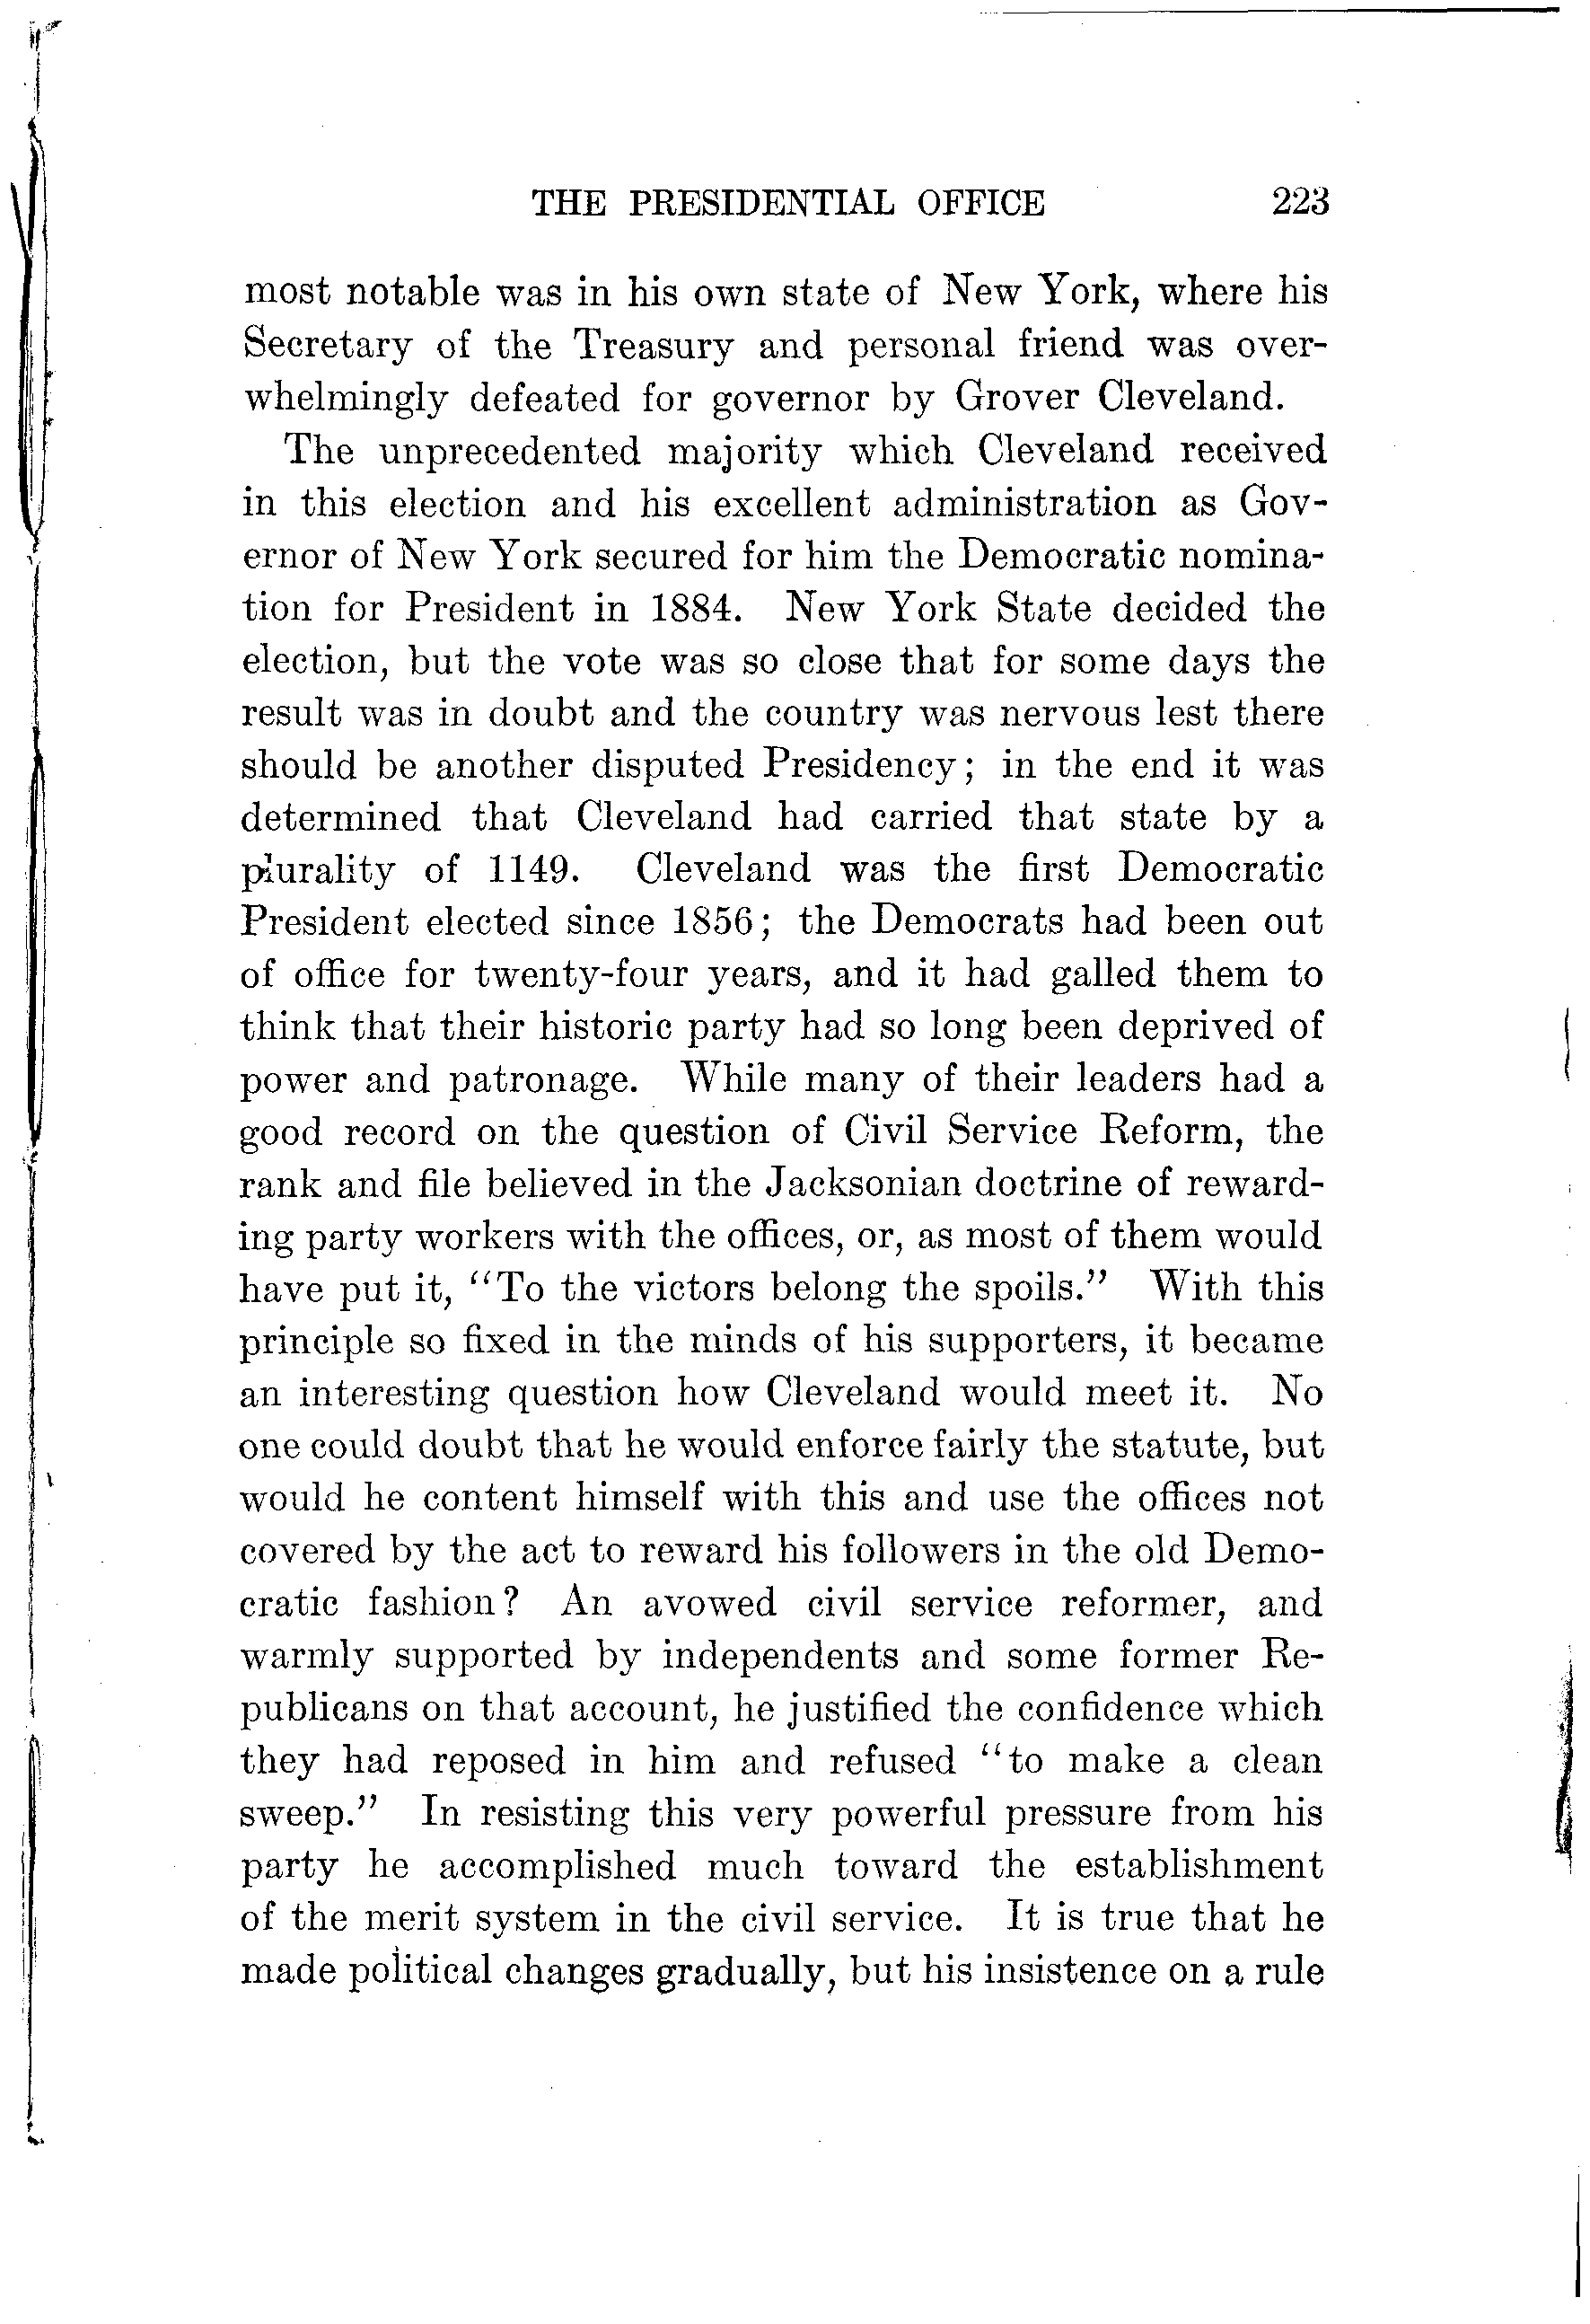 THE PRESIDENTIAL OFFICE 223
most notable was in his own state of New York, where his
Secretary of the Treasury and personal friend was over-
whelmingly defeated for governor by Grover Cleveland.
The unprecedented majority which Cleveland received
in this election and his excellent administration as Gov-
ernor of New York secured for him the Democratic nomina-
tion for President in 1884. New York State decided the
election, but the vote was so close that for some days the
result was in doubt and the country was nervous lest there
should be another disputed Presidency; in the end it was
determined that Cleveland had carried that state by a
plurality of 1149. Cleveland was the first Democratic
President elected since 1856; the Democrats had been out
of office for twenty-four years, and it had galled them to
think that their historic party had so long been deprived of
power and patronage. While many of their leaders had a
good record on the question of Civil Service Reform, the
rank and file believed in the Jacksonian doctrine of reward-
ing party workers with the offices, or, as most of them would
have put it, "To the victors belong the spoils." With this
principle so fixed in the minds of his supporters, it became
an interesting question how Cleveland would meet it. No
one could doubt that he would enforce fairly the statute, but
would he content himself with this and use the offices not
covered by the act to reward his followers in the old Demo-
cratic fashion? An avowed civil service reformer, and
warmly supported by independents and some former Re-
publicans on that account, he justified the confidence which
they had reposed in him and refused "to make a clean
sweep." In resisting this very powerful pressure from his
party he accomplished much toward the establishment
of the merit system in the civil service. It is true that he
made political changes gradually, but his insistence on a rule